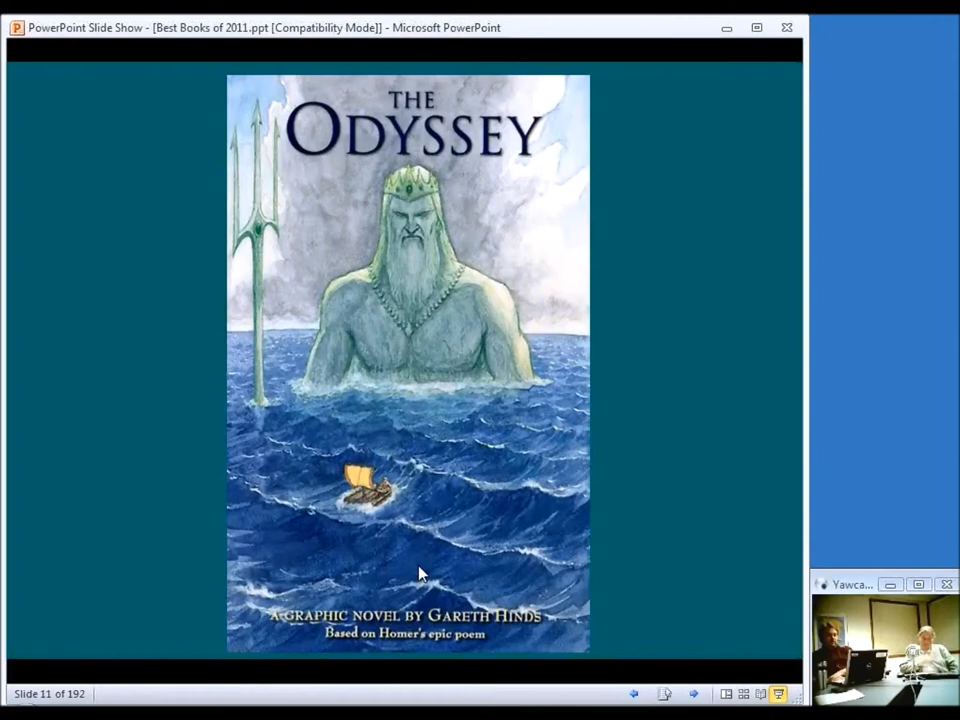 PowerPoint Slide Show - [Best Books of 2011.ppt [Compatibility Mode]] - Microsoft PowerPoint
THE
ODYSSEY
A GRAPHIC NOVEL BY GARETH HINDS
Based on Homer's epic poem
Yawca...
Slide 11 of 192